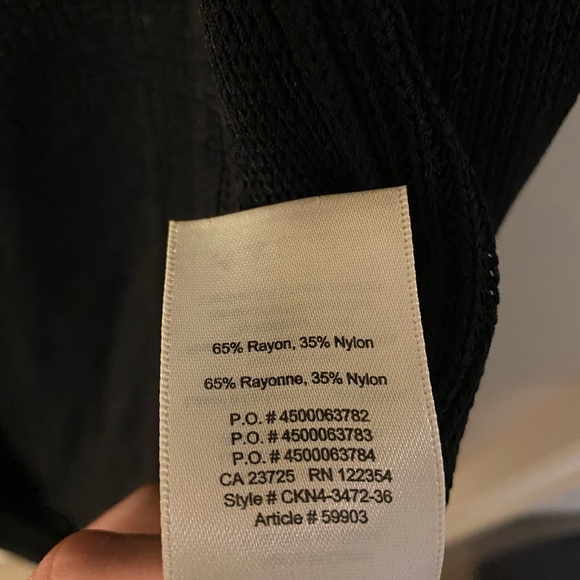 65% Rayon, 35% Nylon
65% Rayonne, 35% Nylon
P.O. # 4500063782
P.O. # 4500063783
P.O. # 4500063784
CA 23725 RN 122354
Style # CKN4-3472-36
Article # 59903